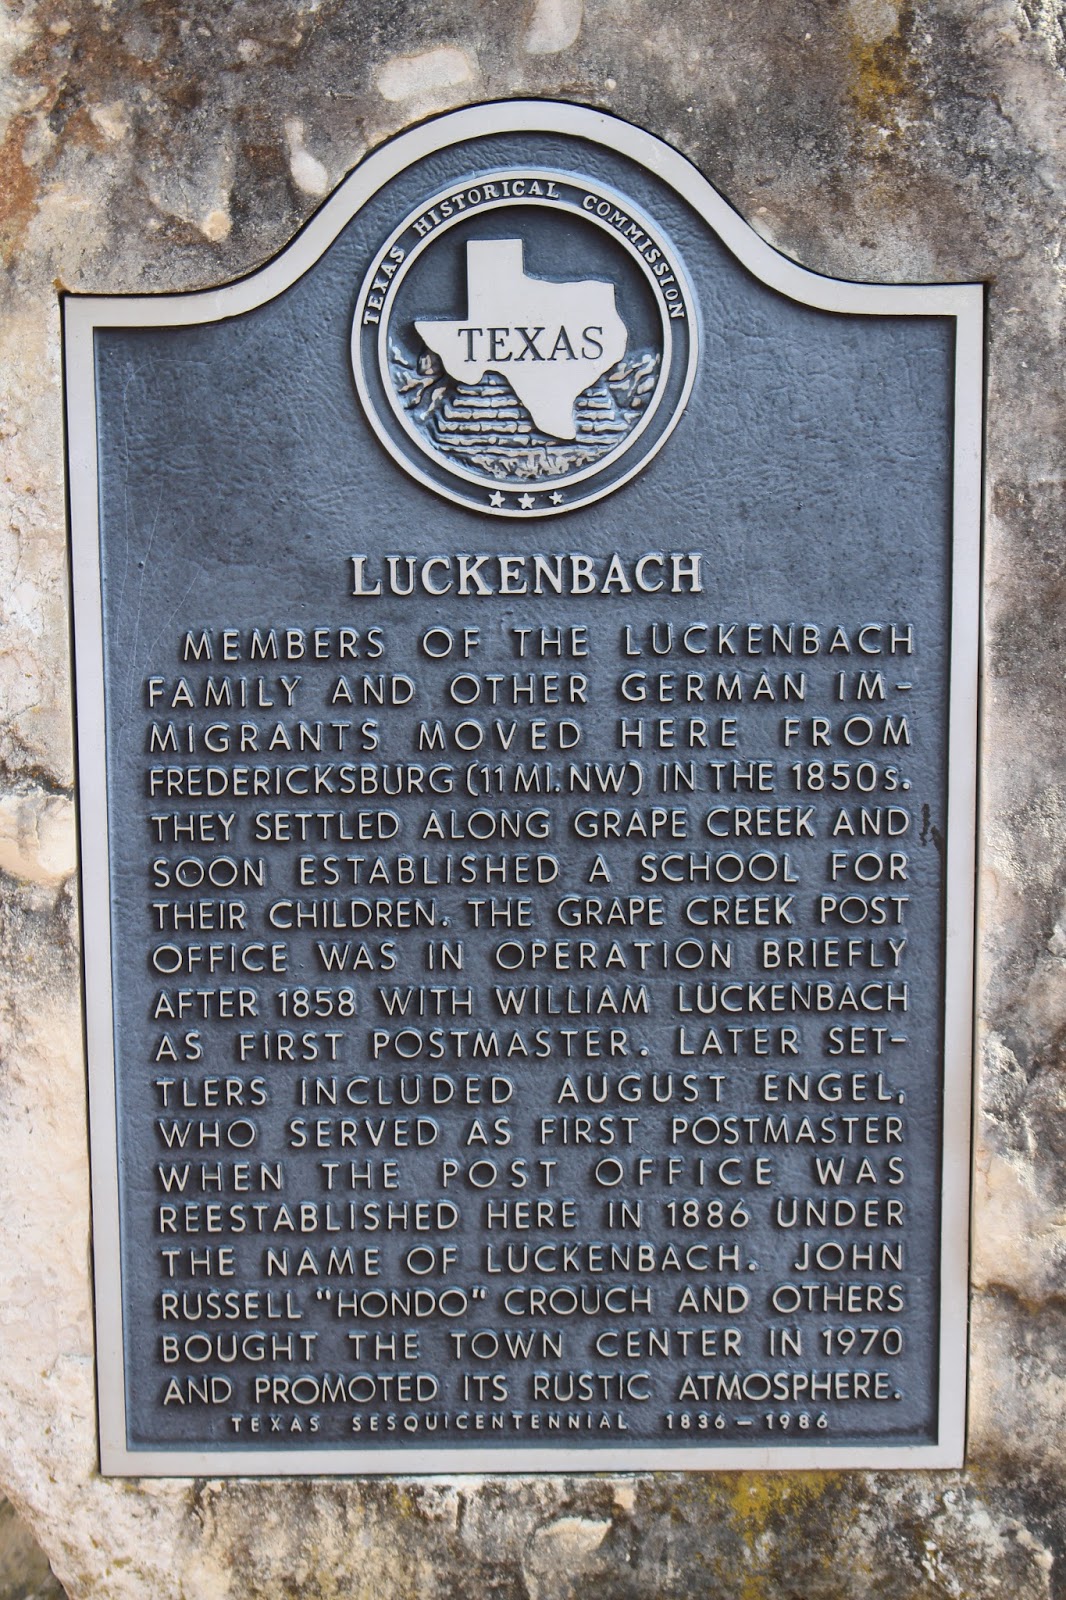 TEXAS HISTORICAL COMMISSION
TEXAS
LUCKENBACH
MEMBERS OF THE LUCKENBACH
FAMILY AND OTHER GERMAN IM-
MIGRANTS MOVED HERE FROM
FREDERICKSBURG (11 MI. NW) IN THE 1850s.
THEY SETTLED ALONG GRAPE CREEK AND
SOON ESTABLISHED A SCHOOL FOR
THEIR CHILDREN. THE GRAPE CREEK POST
OFFICE WAS IN OPERATION BRIEFLY
AFTER 1858 WITH WILLIAM LUCKENBACH
AS FIRST POSTMASTER. LATER SET-
TLERS INCLUDED AUGUST ENGEL,
WHO SERVED AS FIRST POSTMASTER
WHEN THE POST OFFICE WAS
REESTABLISHED HERE IN 1886 UNDER
THE NAME OF LUCKENBACH. JOHN
RUSSELL "HONDO" CROUCH AND OTHERS
BOUGHT THE TOWN CENTER IN 1970
AND PROMOTED ITS RUSTIC ATMOSPHERE.
TEXAS SESQUICENTENNIAL 1836 – 1986